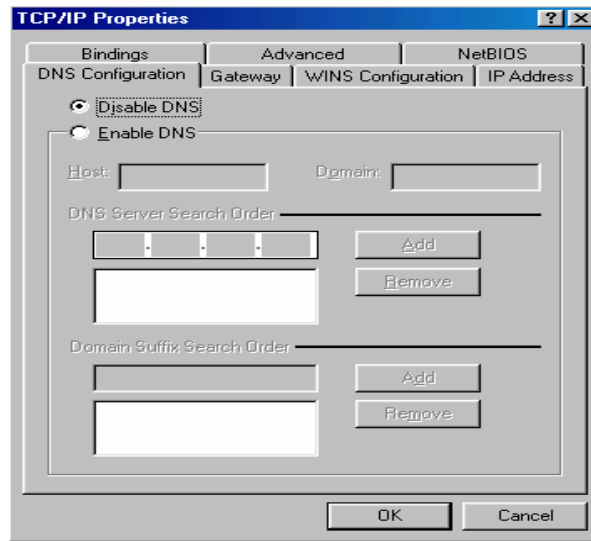 TCP/IP Properties
Bindings Advanced NetBIOS
DNS Configuration Gateway WINS Configuration IP Address
Disable DNS
Enable DNS
Host: Domain:
DNS Server Search Order
Add
Remove
Domain Suffix Search Order
Add
Remove
OK Cancel